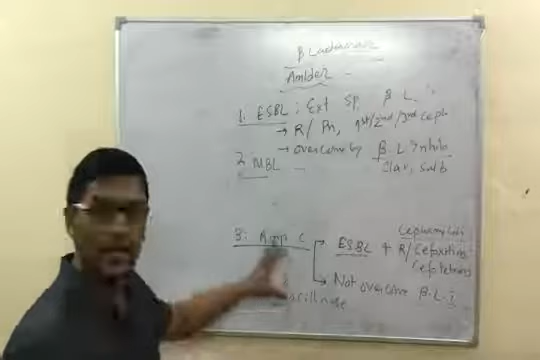 β Lactamase
Ambler
1. ESBL : Ext Sp. β L.
→ R/ Pn, 1st/2nd/3rd Ceph
→ overcome by β L Inhib
Clav, Sulb
2. MBL
Cephamycin
3. Amp C
ESBL + R/ Cefoxitin
Cefotetan
Not overcome β.L.i